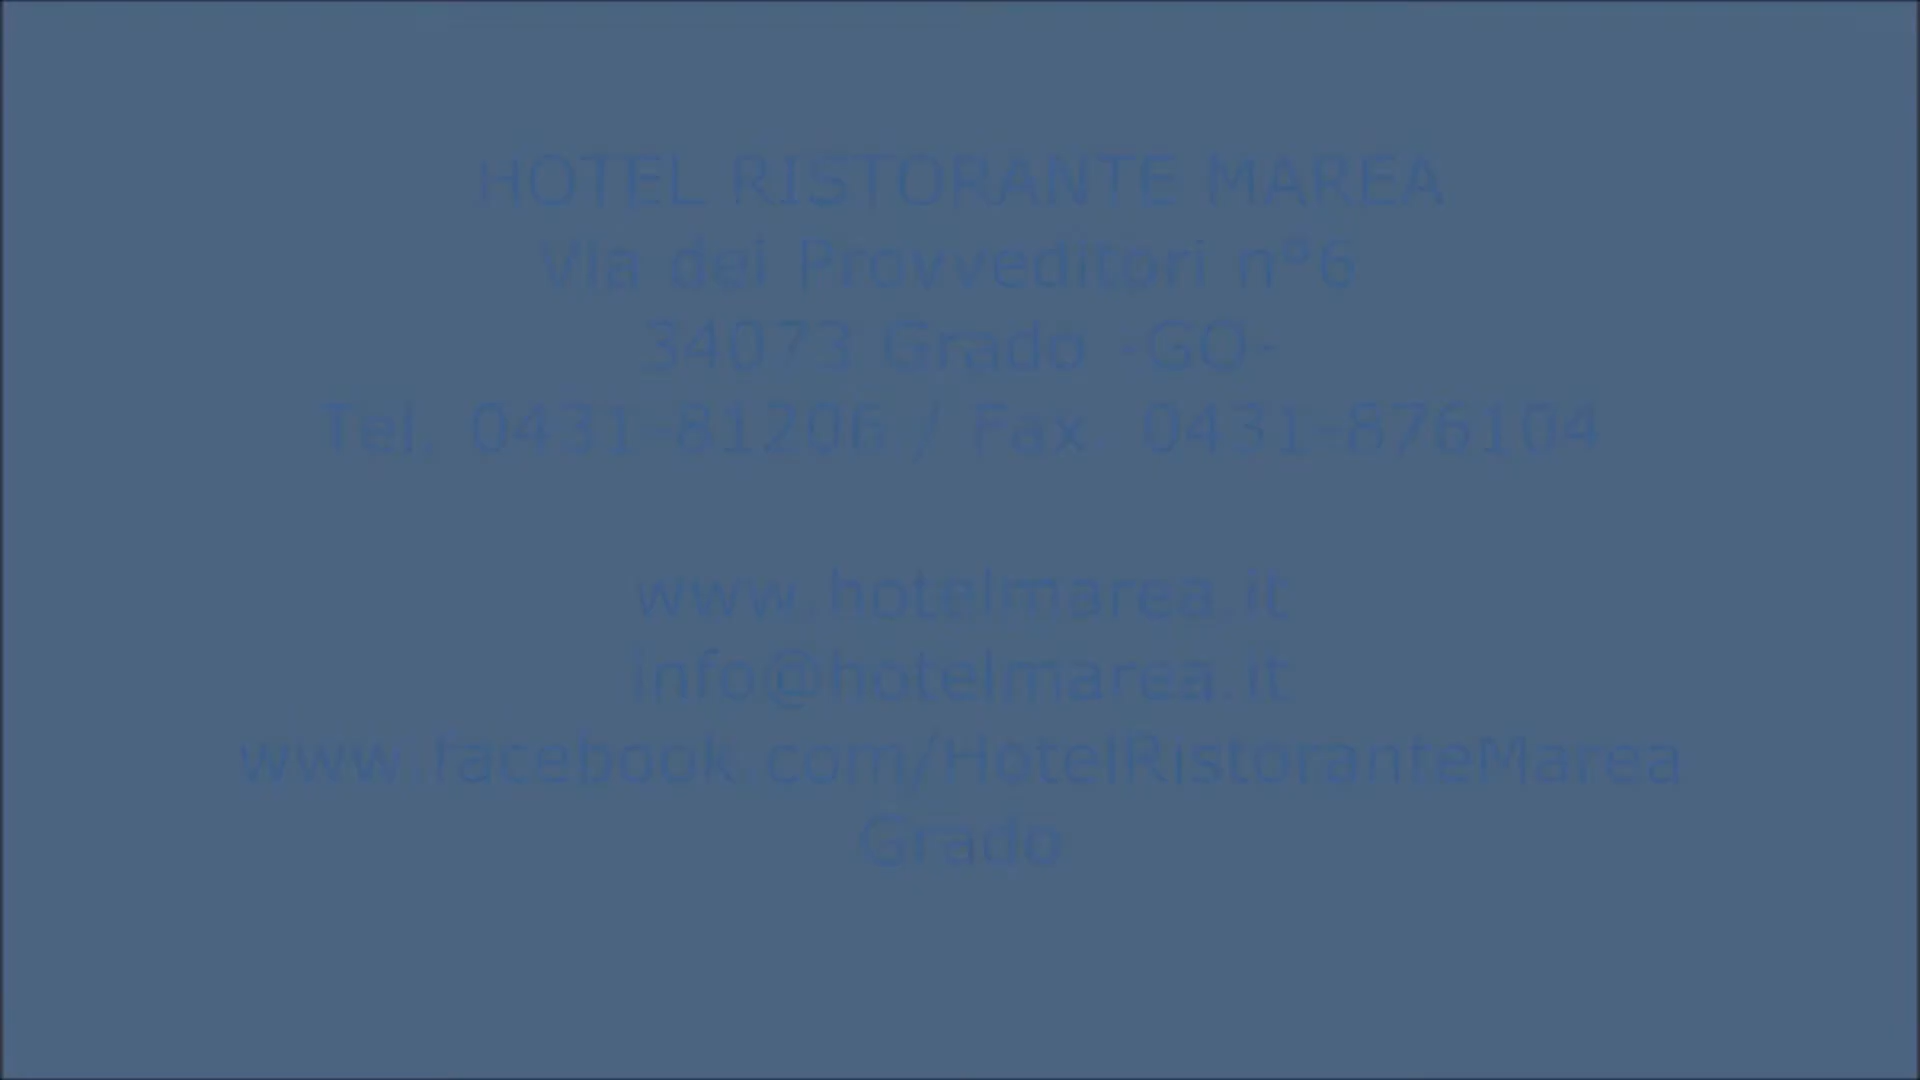 HOTEL RISTORANTE MAREA
Via dei Provveditori n°6
34073 Grado -GO-
Tel. 0431-81206 / Fax. 0431-876104
www.hotelmarea.it
info@hotelmarea.it
www.facebook.com/HotelRistoranteMarea
Grado